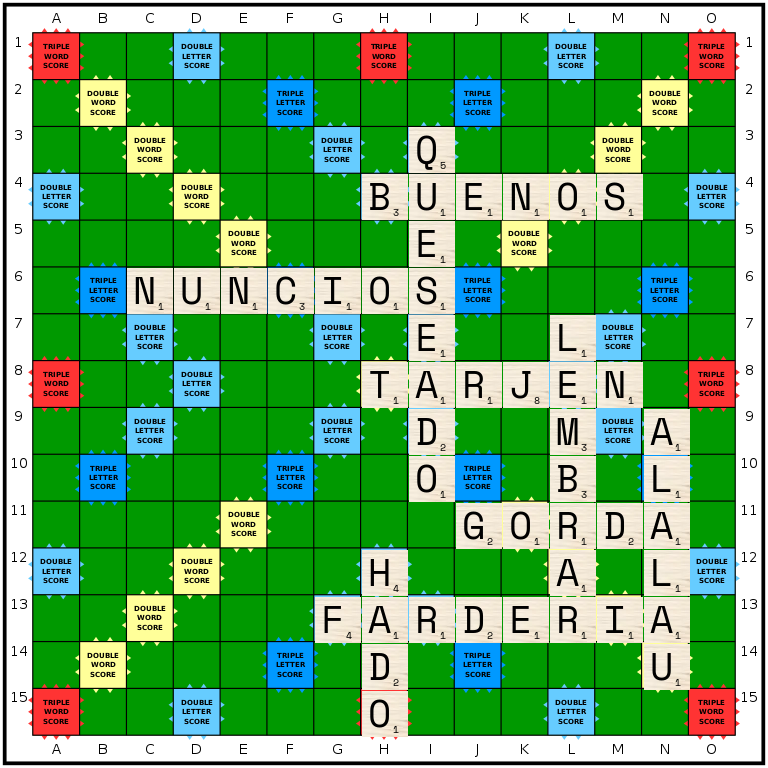 A B C D E F G H I J K L M N O
1 TRIPLE WORD SCORE DOUBLE LETTER SCORE TRIPLE WORD SCORE DOUBLE LETTER SCORE TRIPLE WORD SCORE 1
2 DOUBLE WORD SCORE TRIPLE LETTER SCORE TRIPLE LETTER SCORE DOUBLE WORD SCORE 2
3 DOUBLE WORD SCORE DOUBLE LETTER SCORE Q5 DOUBLE WORD SCORE 3
4 DOUBLE LETTER SCORE DOUBLE WORD SCORE B3 U1 E1 N1 O1 S1 DOUBLE LETTER SCORE 4
5 DOUBLE WORD SCORE E1 DOUBLE WORD SCORE 5
6 TRIPLE LETTER SCORE N1 U1 N1 C3 I1 O1 S1 TRIPLE LETTER SCORE TRIPLE LETTER SCORE 6
7 DOUBLE LETTER SCORE DOUBLE LETTER SCORE E1 L1 DOUBLE LETTER SCORE 7
8 TRIPLE WORD SCORE DOUBLE LETTER SCORE T1 A1 R1 J8 E1 N1 TRIPLE WORD SCORE 8
9 DOUBLE LETTER SCORE DOUBLE LETTER SCORE D2 M3 DOUBLE LETTER SCORE A1 9
10 TRIPLE LETTER SCORE TRIPLE LETTER SCORE O1 TRIPLE LETTER SCORE B3 L1 10
11 DOUBLE WORD SCORE G2 O1 R1 D2 A1 11
12 DOUBLE LETTER SCORE DOUBLE WORD SCORE H4 A1 L1 DOUBLE LETTER SCORE 12
13 DOUBLE WORD SCORE F4 A1 R1 D2 E1 R1 I1 A1 13
14 DOUBLE WORD SCORE TRIPLE LETTER SCORE D2 TRIPLE LETTER SCORE U1 14
15 TRIPLE WORD SCORE DOUBLE LETTER SCORE O1 DOUBLE LETTER SCORE TRIPLE WORD SCORE 15
A B C D E F G H I J K L M N O